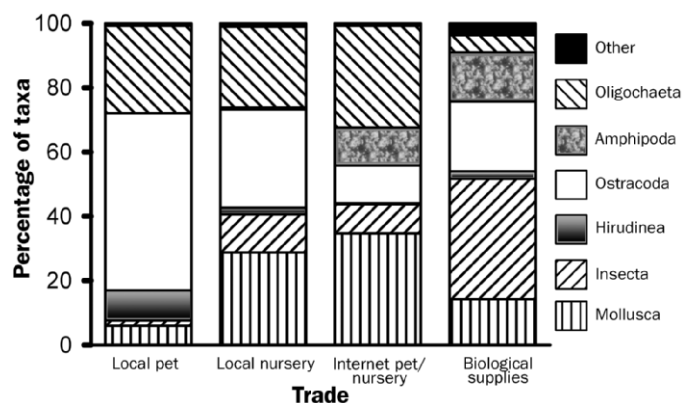 100
80
60
40
20
0
Percentage of taxa
Local pet
Local nursery
Internet pet/
nursery
Biological
supplies
Trade
Other
Oligochaeta
Amphipoda
Ostracoda
Hirudinea
Insecta
Mollusca